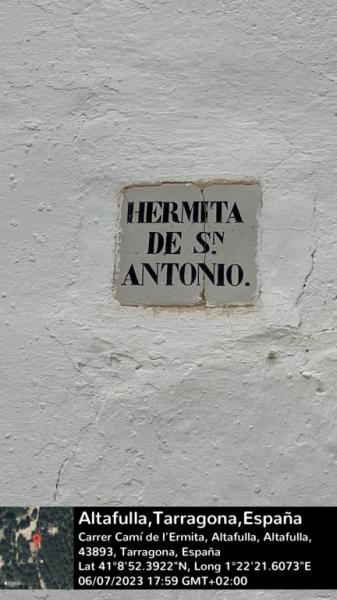 HERMITA
DE Sⁿ.
ANTONIO.
Altafulla,Tarragona,España
Carrer Camí de l'Ermita, Altafulla, Altafulla,
43893, Tarragona, España
Lat 41°8'52.3922"N, Long 1°22'21.6073"E
06/07/2023 17:59 GMT+02:00